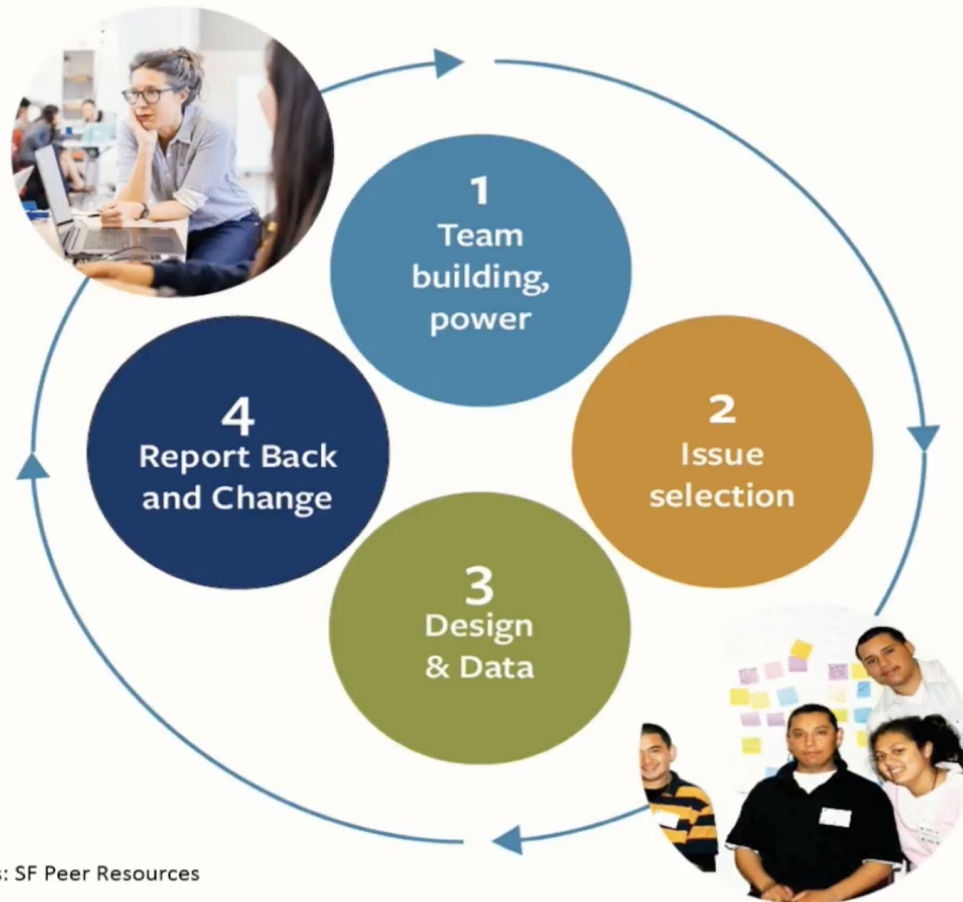 1
Team
building,
power
2
Issue
selection
3
Design
& Data
4
Report Back
and Change
: SF Peer Resources